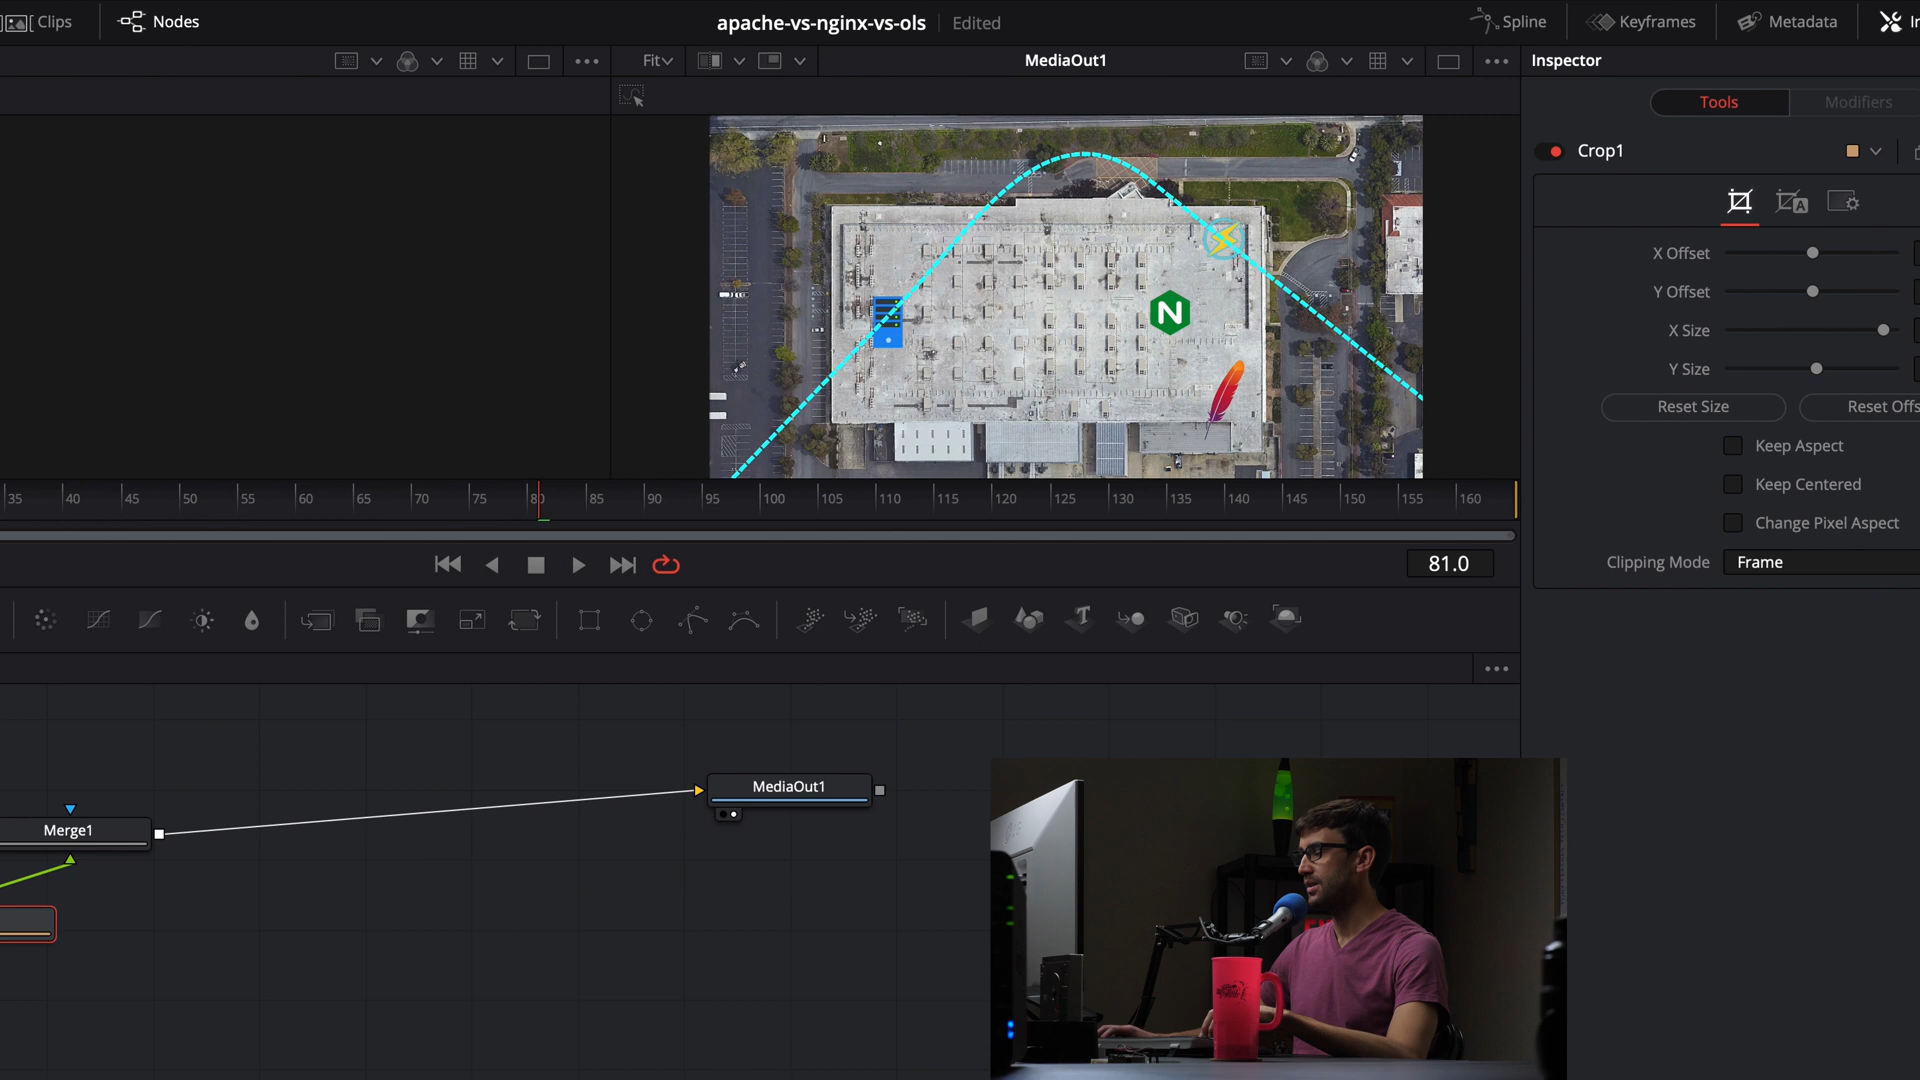 Clips
Nodes
apache-vs-nginx-vs-ols
Edited
Spline
Keyframes
Metadata
Fit
MediaOut1
Inspector
Tools
Modifiers
Crop1
X Offset
Y Offset
X Size
Y Size
Reset Size
Reset Offs
Keep Aspect
Keep Centered
Change Pixel Aspect
Clipping Mode
Frame
N
35 40 45 50 55 60 65 70 75 80 85 90 95 100 105 110 115 120 125 130 135 140 145 150 155 160
81.0
T
A
Merge1
MediaOut1